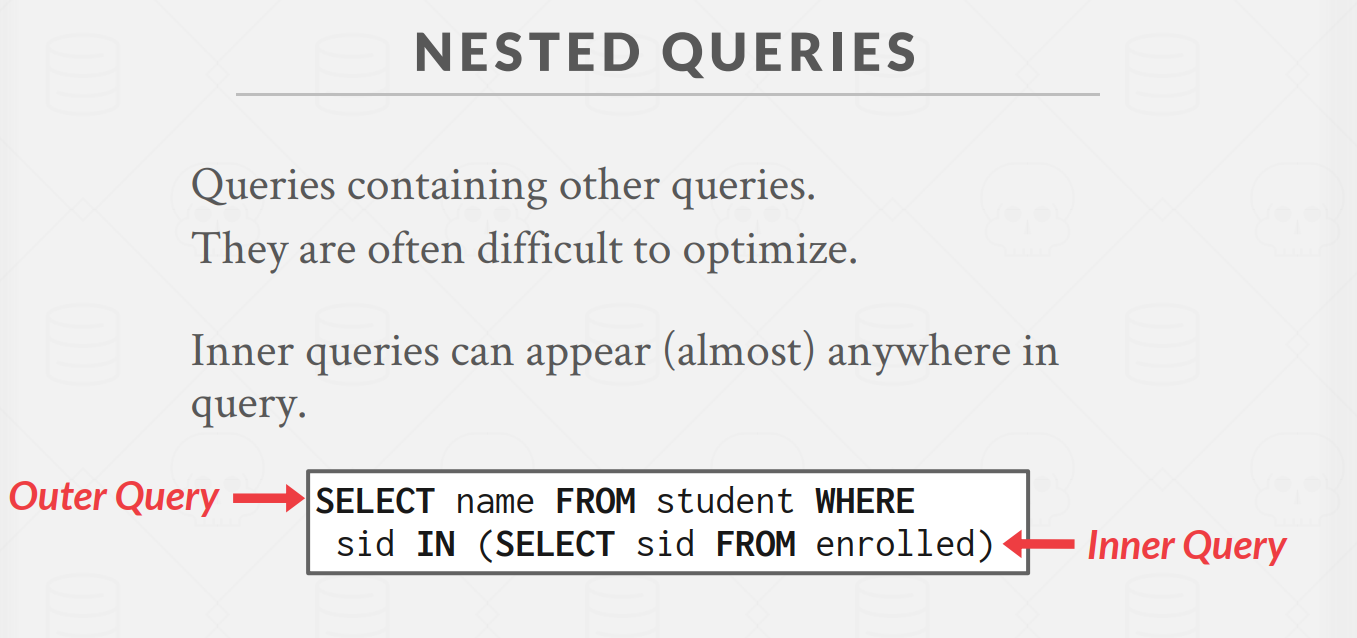 NESTED QUERIES
Queries containing other queries.
They are often difficult to optimize.
Inner queries can appear (almost) anywhere in
query.
Outer Query
SELECT name FROM student WHERE
sid IN (SELECT sid FROM enrolled)
Inner Query